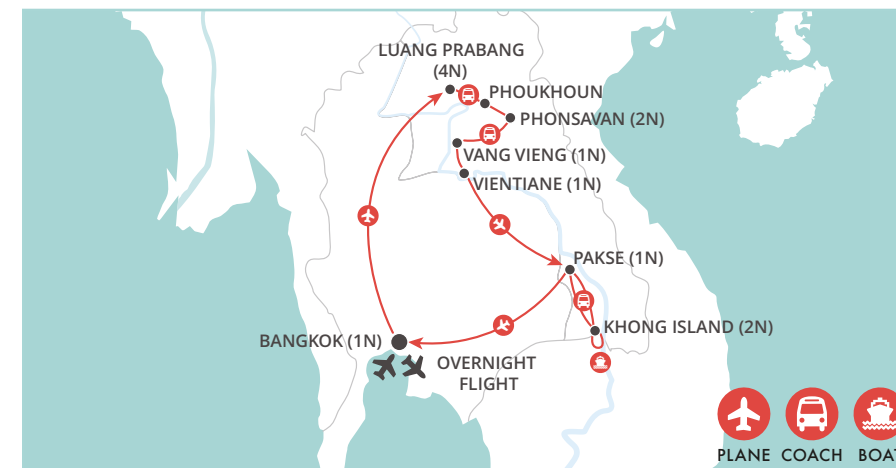 LUANG PRABANG
(4N)
PHOUKHOUN
PHONSAVAN (2N)
VANG VIENG (1N)
VIENTIANE (1N)
PAKSE (1N)
KHONG ISLAND (2N)
BANGKOK (1N)
OVERNIGHT
FLIGHT
PLANE COACH BOAT